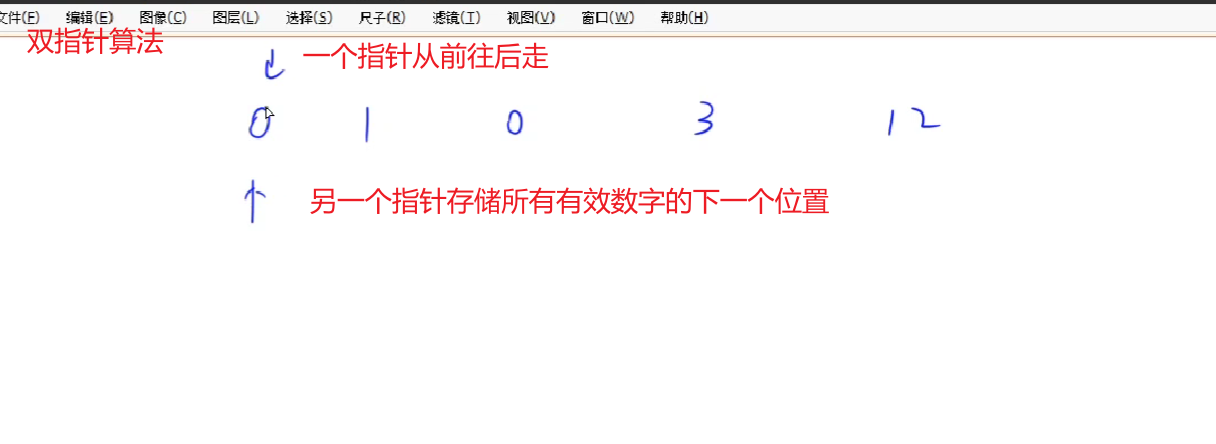 文件(F) 编辑(E) 图像(C) 图层(L) 选择(S) 尺子(R) 滤镜(T) 视图(V) 窗口(W) 帮助(H)
双指针算法
一个指针从前往后走
0 1 0 3 12
另一个指针存储所有有效数字的下一个位置